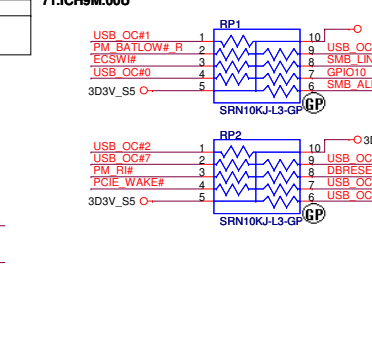 71.ICH9M.00U
RP1
USB_OC#1 1 10
PM_BATLOW#_R 2 9 USB_OC
ECSWI# 3 8 SMB_LIN
USB_OC#0 4 7 GPIO10
3D3V_S5 5 6 SMB_AL
SRN10KJ-L3-GP GP
RP2
USB_OC#2 1 10 3D
USB_OC#7 2 9 USB_OC
PM_RI# 3 8 DBRESE
PCIE_WAKE# 4 7 USB_OC
3D3V_S5 5 6 USB_OC
SRN10KJ-L3-GP GP